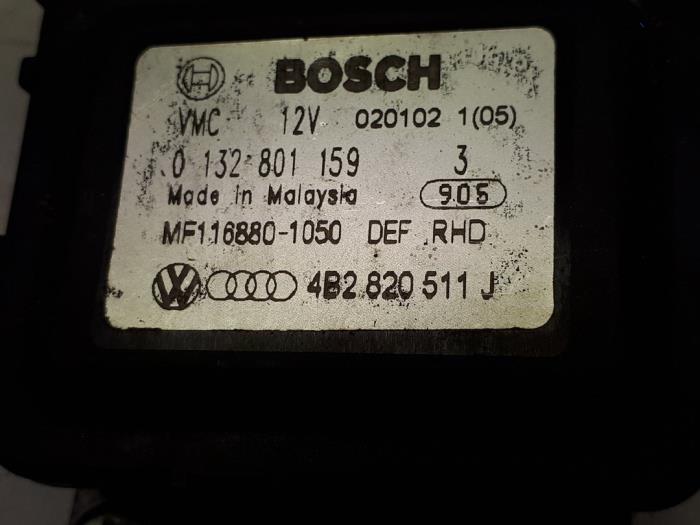 BOSCH
VMC 12V 020102 1(05)
0 132 801 159 3
Made in Malaysia 905
MF116880-1050 DEF RHD
4B2 820 511 J